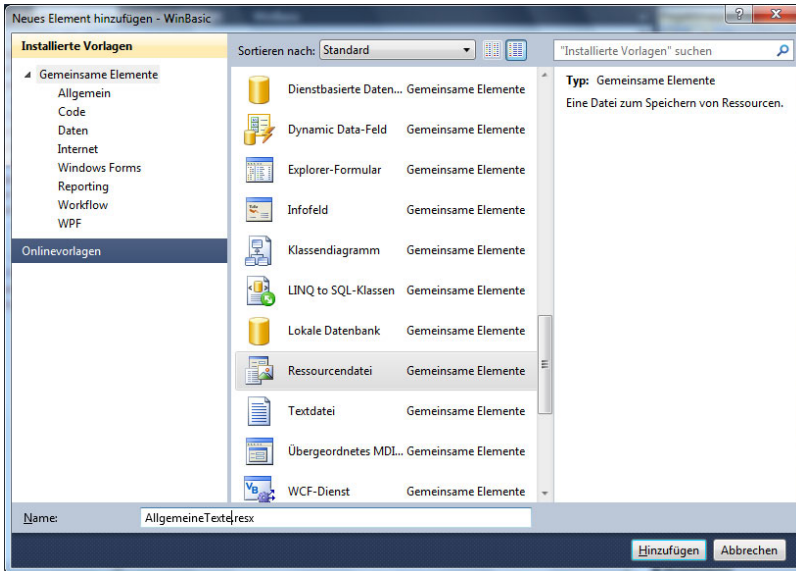 Neues Element hinzufügen - WinBasic
Installierte Vorlagen
Gemeinsame Elemente
Allgemein
Code
Daten
Internet
Windows Forms
Reporting
Workflow
WPF
Onlinevorlagen
Sortieren nach: Standard
Dienstbasierte Daten... Gemeinsame Elemente
Dynamic Data-Feld Gemeinsame Elemente
Explorer-Formular Gemeinsame Elemente
Infofeld Gemeinsame Elemente
Klassendiagramm Gemeinsame Elemente
LINQ to SQL-Klassen Gemeinsame Elemente
Lokale Datenbank Gemeinsame Elemente
Ressourcendatei Gemeinsame Elemente
Textdatei Gemeinsame Elemente
Übergeordnetes MDI... Gemeinsame Elemente
WCF-Dienst Gemeinsame Elemente
"Installierte Vorlagen" suchen
Typ: Gemeinsame Elemente
Eine Datei zum Speichern von Ressourcen.
Name: AllgemeineTexte.resx
Hinzufügen Abbrechen